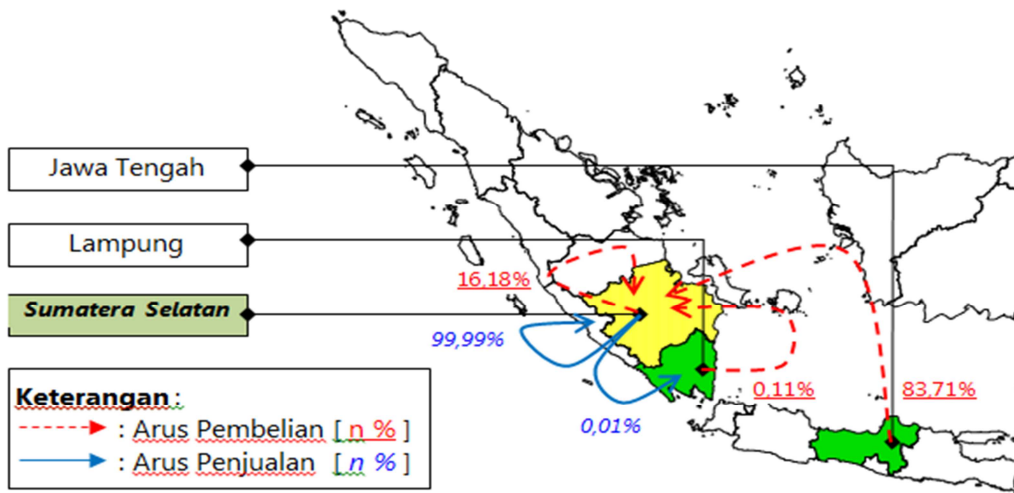 Jawa Tengah
Lampung
16,18%
Sumatera Selatan
99,99%
Keterangan :
0,11%
83,71%
: Arus Pembelian [ n % ]
0,01%
: Arus Penjualan [ n % ]